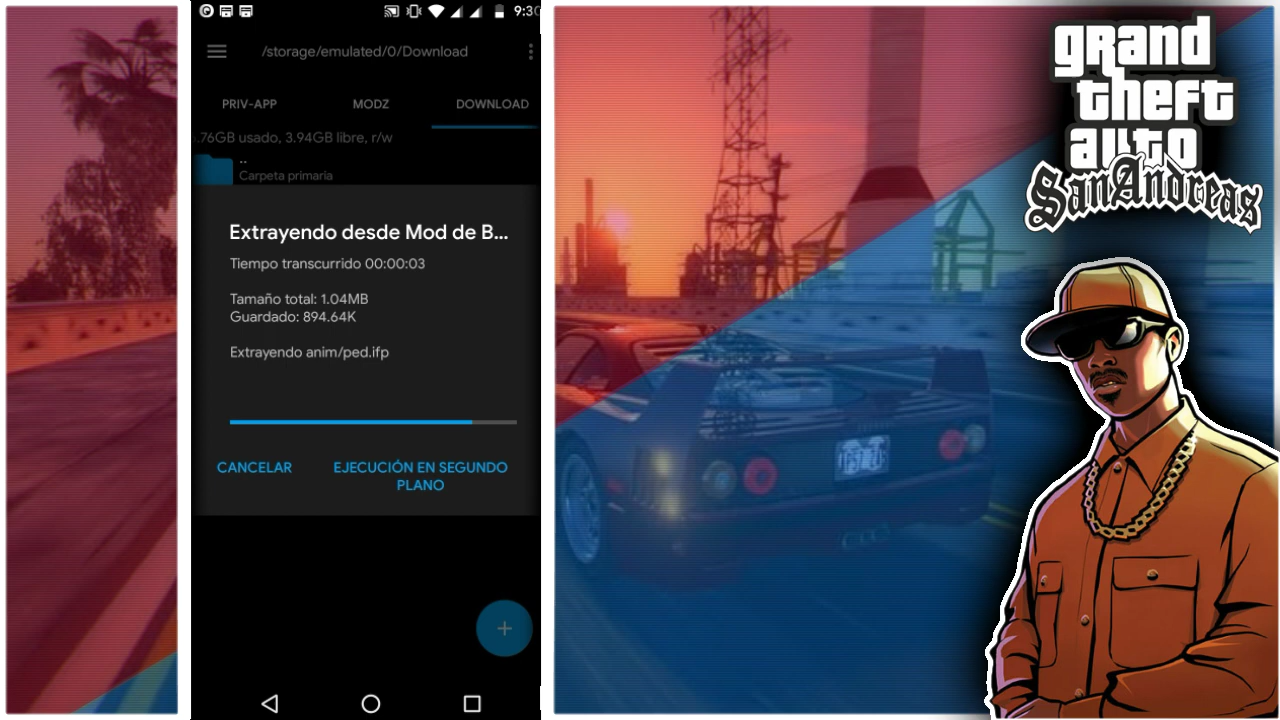 9:30
/storage/emulated/0/Download
PRIV-APP
MODZ
DOWNLOAD
.76GB usado, 3.94GB libre, r/w
..
Carpeta primaria
Extrayendo desde Mod de B...
Tiempo transcurrido 00:00:03
Tamaño total: 1.04MB
Guardado: 894.64K
Extrayendo anim/ped.ifp
CANCELAR
EJECUCIÓN EN SEGUNDO
PLANO
grand
theft
auto
SanAndreas